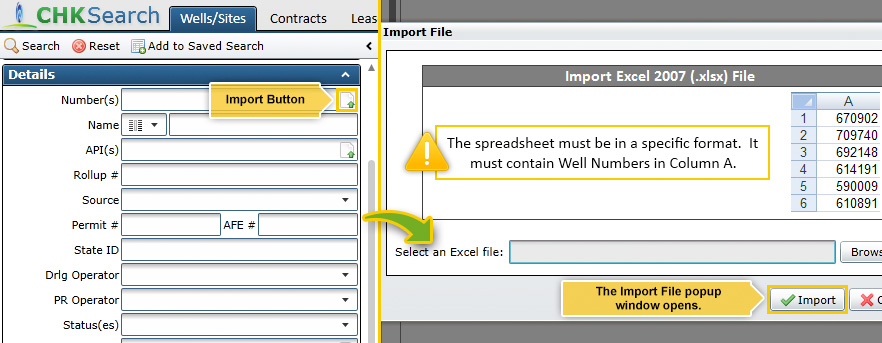 CHKSearch
Wells/Sites
Contracts
Leas
Search
Reset
Add to Saved Search
Details
Number(s)
Import Button
Name
API(s)
Rollup #
Source
Permit #
AFE #
State ID
Drlg Operator
PR Operator
Status(es)
Import File
Import Excel 2007 (.xlsx) File
The spreadsheet must be in a specific format. It
must contain Well Numbers in Column A.
A
1 670902
2 709740
3 692148
4 614191
5 590009
6 610891
Select an Excel file:
Brows
The Import File popup
window opens.
Import
C